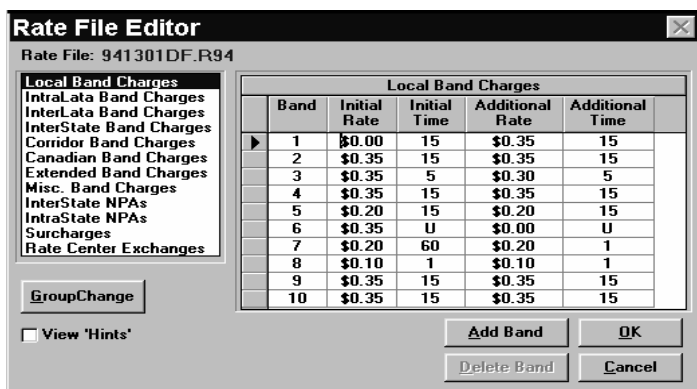 Rate File Editor
Rate File: 941301DF.R94
Local Band Charges
IntraLata Band Charges
InterLata Band Charges
InterState Band Charges
Corridor Band Charges
Canadian Band Charges
Extended Band Charges
Misc. Band Charges
InterState NPAs
IntraState NPAs
Surcharges
Rate Center Exchanges
Local Band Charges
Band Initial Rate Initial Time Additional Rate Additional Time
1 $0.00 15 $0.35 15
2 $0.35 15 $0.35 15
3 $0.35 5 $0.30 5
4 $0.35 15 $0.35 15
5 $0.20 15 $0.20 15
6 $0.35 U $0.00 U
7 $0.20 60 $0.20 1
8 $0.10 1 $0.10 1
9 $0.35 15 $0.35 15
10 $0.35 15 $0.35 15
GroupChange
View 'Hints'
Add Band OK
Delete Band Cancel